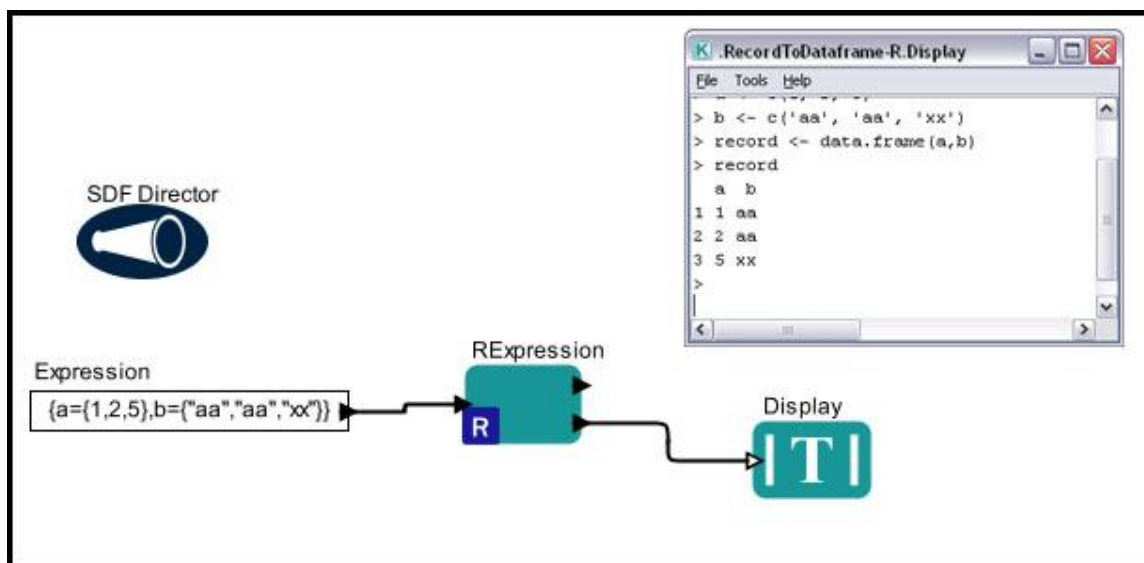 .RecordToDataframe-R.Display
File Tools Help
> b <- c('aa', 'aa', 'xx')
> record <- data.frame(a,b)
> record
a b
1 1 aa
2 2 aa
3 5 xx
>
SDF Director
RExpression
Expression
{a={1,2,5},b={"aa","aa","xx"}}
R
Display
T